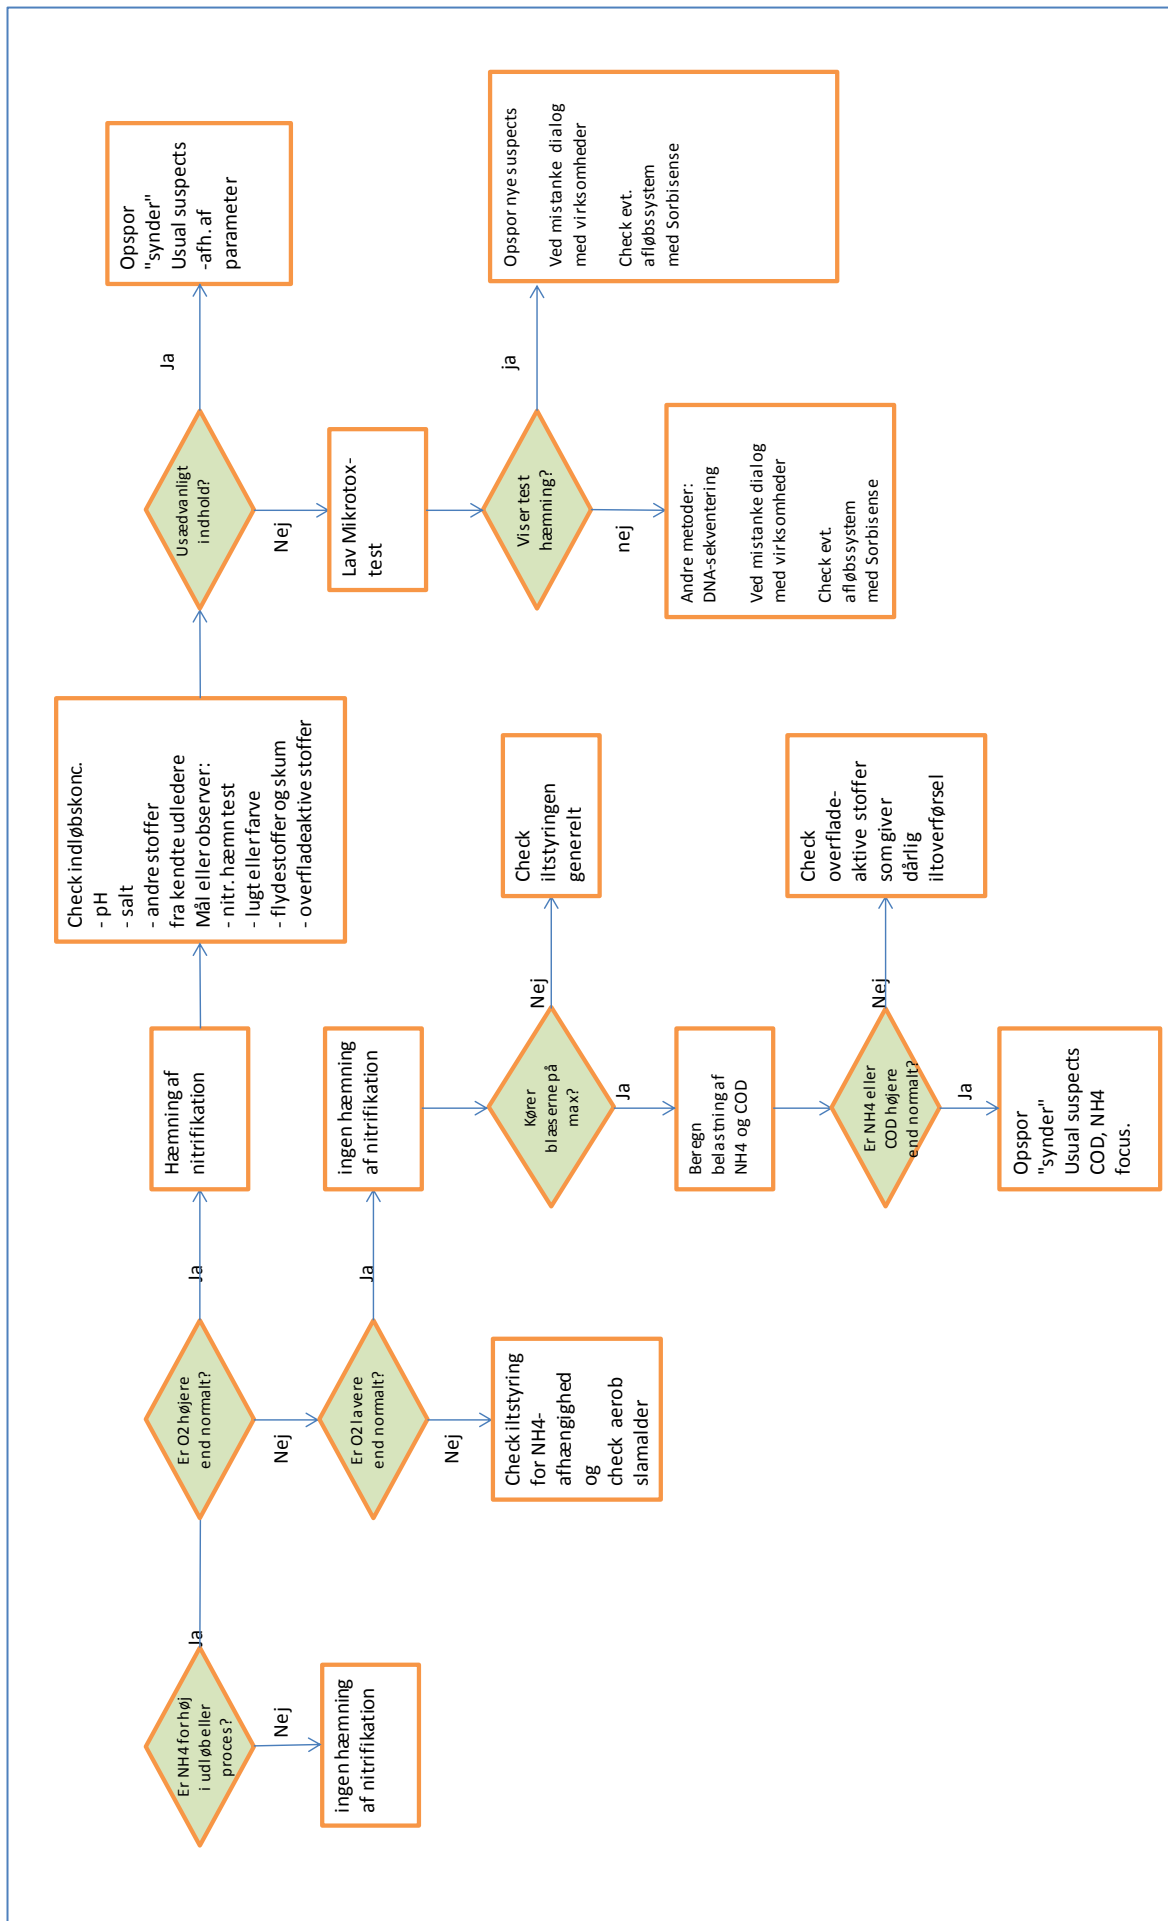 Er NH4 for høj
i udløb eller
proces?
Ja
Nej
ingen hæmning
af nitrifikation
Er O2 højere
end normalt?
Ja
Nej
Hæmning af
nitrifikation
Check indløbskonc.
- pH
- salt
- andre stoffer
fra kendte udledere
Mål eller observer:
- nitr. hæmn test
- lugt eller farve
- flydestoffer og skum
- overfladeaktive stoffer
Usædvanligt
indhold?
Ja
Nej
Opspor
"synder"
Usual suspects
-afh. af
parameter
Lav Mikrotox-
test
Viser test
hæmning?
ja
nej
Opspor nye suspects
Ved mistanke dialog
med virksomheder
Check evt.
afløbssystem
med Sorbisense
Andre metoder:
DNA-sekventering
Ved mistanke dialog
med virksomheder
Check evt.
afløbssystem
med Sorbisense
Er O2 lavere
end normalt?
Ja
Nej
Check iltstyring
for NH4-
afhængighed
og
check aerob
slamalder
ingen hæmning
af nitrifikation
Kører
blæserne på
max?
Nej
Ja
Check
iltstyringen
generelt
Beregn
belastning af
NH4 og COD
Er NH4 eller
COD højere
end normalt?
Nej
Ja
Check
overflade-
aktive stoffer
som giver
dårlig
iltoverførsel
Opspor
"synder"
Usual suspects
COD, NH4
focus.